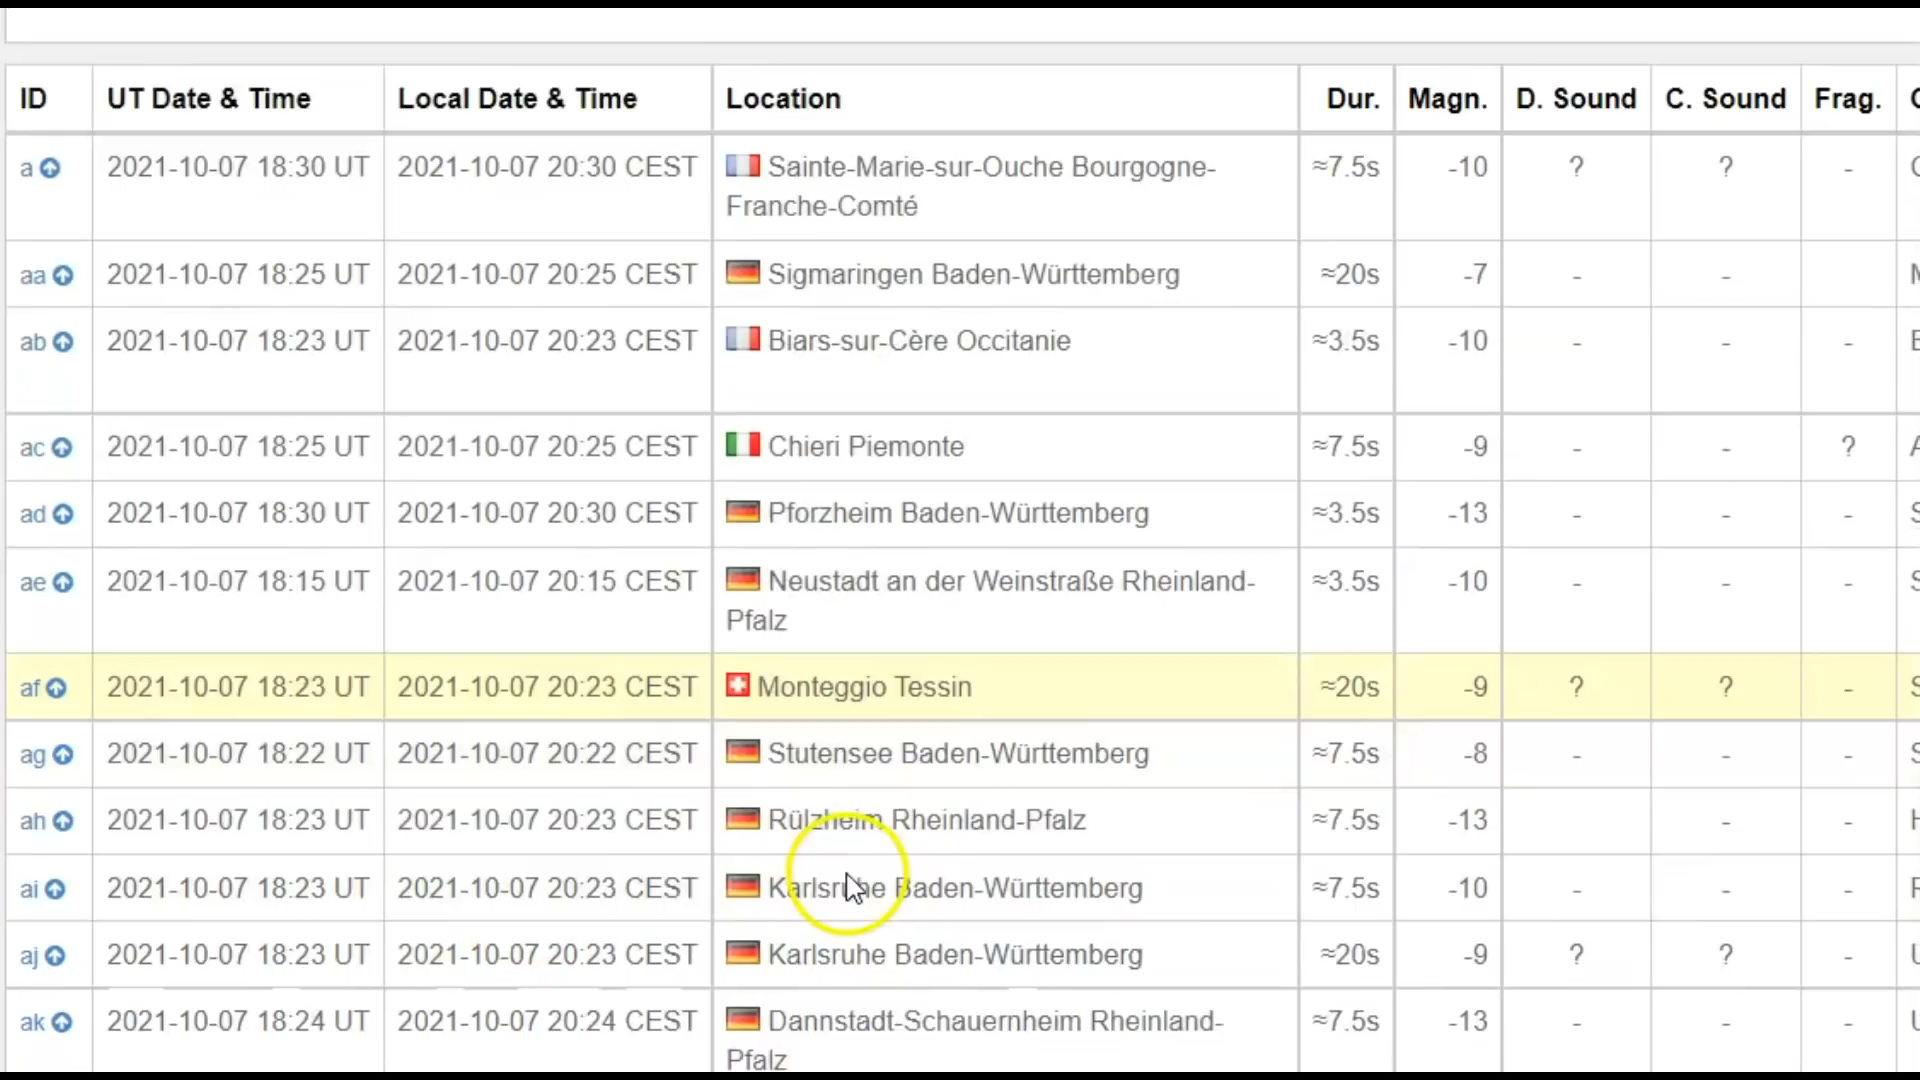 ID UT Date & Time Local Date & Time Location Dur. Magn. D. Sound C. Sound Frag.
a 2021-10-07 18:30 UT 2021-10-07 20:30 CEST Sainte-Marie-sur-Ouche Bourgogne- ≈7.5s -10 ? ? -
Franche-Comté
aa 2021-10-07 18:25 UT 2021-10-07 20:25 CEST Sigmaringen Baden-Württemberg ≈20s -7 - -
ab 2021-10-07 18:23 UT 2021-10-07 20:23 CEST Biars-sur-Cère Occitanie ≈3.5s -10 - - -
ac 2021-10-07 18:25 UT 2021-10-07 20:25 CEST Chieri Piemonte ≈7.5s -9 - - ?
ad 2021-10-07 18:30 UT 2021-10-07 20:30 CEST Pforzheim Baden-Württemberg ≈3.5s -13 - - -
ae 2021-10-07 18:15 UT 2021-10-07 20:15 CEST Neustadt an der Weinstraße Rheinland- ≈3.5s -10 - - -
Pfalz
af 2021-10-07 18:23 UT 2021-10-07 20:23 CEST Monteggio Tessin ≈20s -9 ? ? -
ag 2021-10-07 18:22 UT 2021-10-07 20:22 CEST Stutensee Baden-Württemberg ≈7.5s -8 - - -
ah 2021-10-07 18:23 UT 2021-10-07 20:23 CEST Rülzheim Rheinland-Pfalz ≈7.5s -13 - -
ai 2021-10-07 18:23 UT 2021-10-07 20:23 CEST Karlsruhe Baden-Württemberg ≈7.5s -10 - - -
aj 2021-10-07 18:23 UT 2021-10-07 20:23 CEST Karlsruhe Baden-Württemberg ≈20s -9 ? ? -
ak 2021-10-07 18:24 UT 2021-10-07 20:24 CEST Dannstadt-Schauernheim Rheinland- ≈7.5s -13 - - -
Pfalz